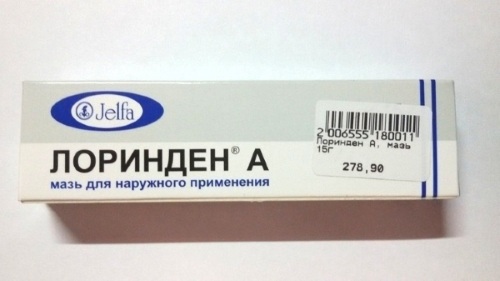 Jelfa
ЛОРИНДЕН® А
мазь для наружного применения
2 006555 180011
Лоринден А, мазь
15г
278,90